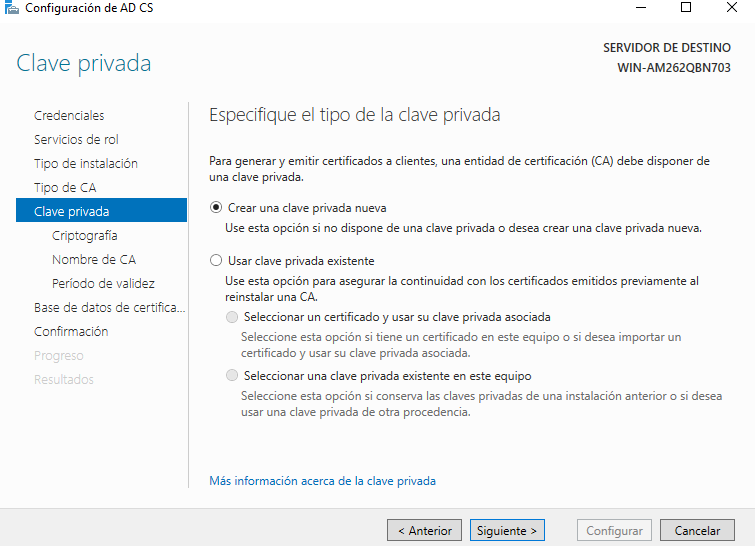 Configuración de AD CS
Clave privada
SERVIDOR DE DESTINO
WIN-AM262QBN703
Credenciales
Servicios de rol
Tipo de instalación
Tipo de CA
Clave privada
Criptografía
Nombre de CA
Período de validez
Base de datos de certifica...
Confirmación
Progreso
Resultados
Especifique el tipo de la clave privada
Para generar y emitir certificados a clientes, una entidad de certificación (CA) debe disponer de
una clave privada.
Crear una clave privada nueva
Use esta opción si no dispone de una clave privada o desea crear una clave privada nueva.
Usar clave privada existente
Use esta opción para asegurar la continuidad con los certificados emitidos previamente al
reinstalar una CA.
Seleccionar un certificado y usar su clave privada asociada
Seleccione esta opción si tiene un certificado en este equipo o si desea importar un
certificado y usar su clave privada asociada.
Seleccionar una clave privada existente en este equipo
Seleccione esta opción si conserva las claves privadas de una instalación anterior o si desea
usar una clave privada de otra procedencia.
Más información acerca de la clave privada
< Anterior
Siguiente >
Configurar
Cancelar